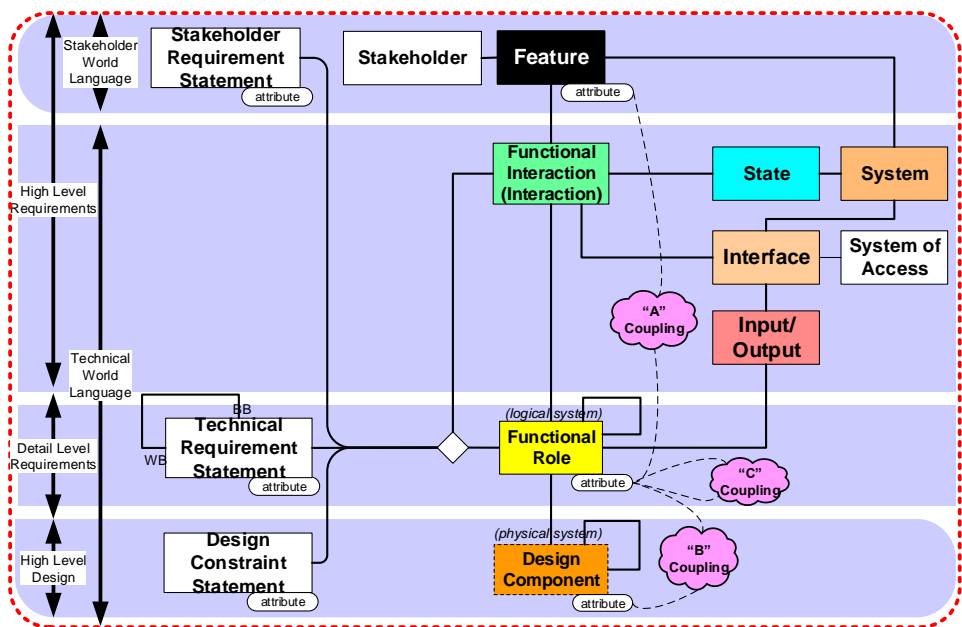 Stakeholder
World
Language
Stakeholder
Requirement
Statement
attribute
Stakeholder
Feature
attribute
High Level
Requirements
Functional
Interaction
(Interaction)
State
System
Interface
System of
Access
"A"
Coupling
Input/
Output
Technical
World
Language
BB
WB
Technical
Requirement
Statement
attribute
(logical system)
Functional
Role
attribute
Detail Level
Requirements
"C"
Coupling
High Level
Design
Design
Constraint
Statement
attribute
(physical system)
Design
Component
attribute
"B"
Coupling